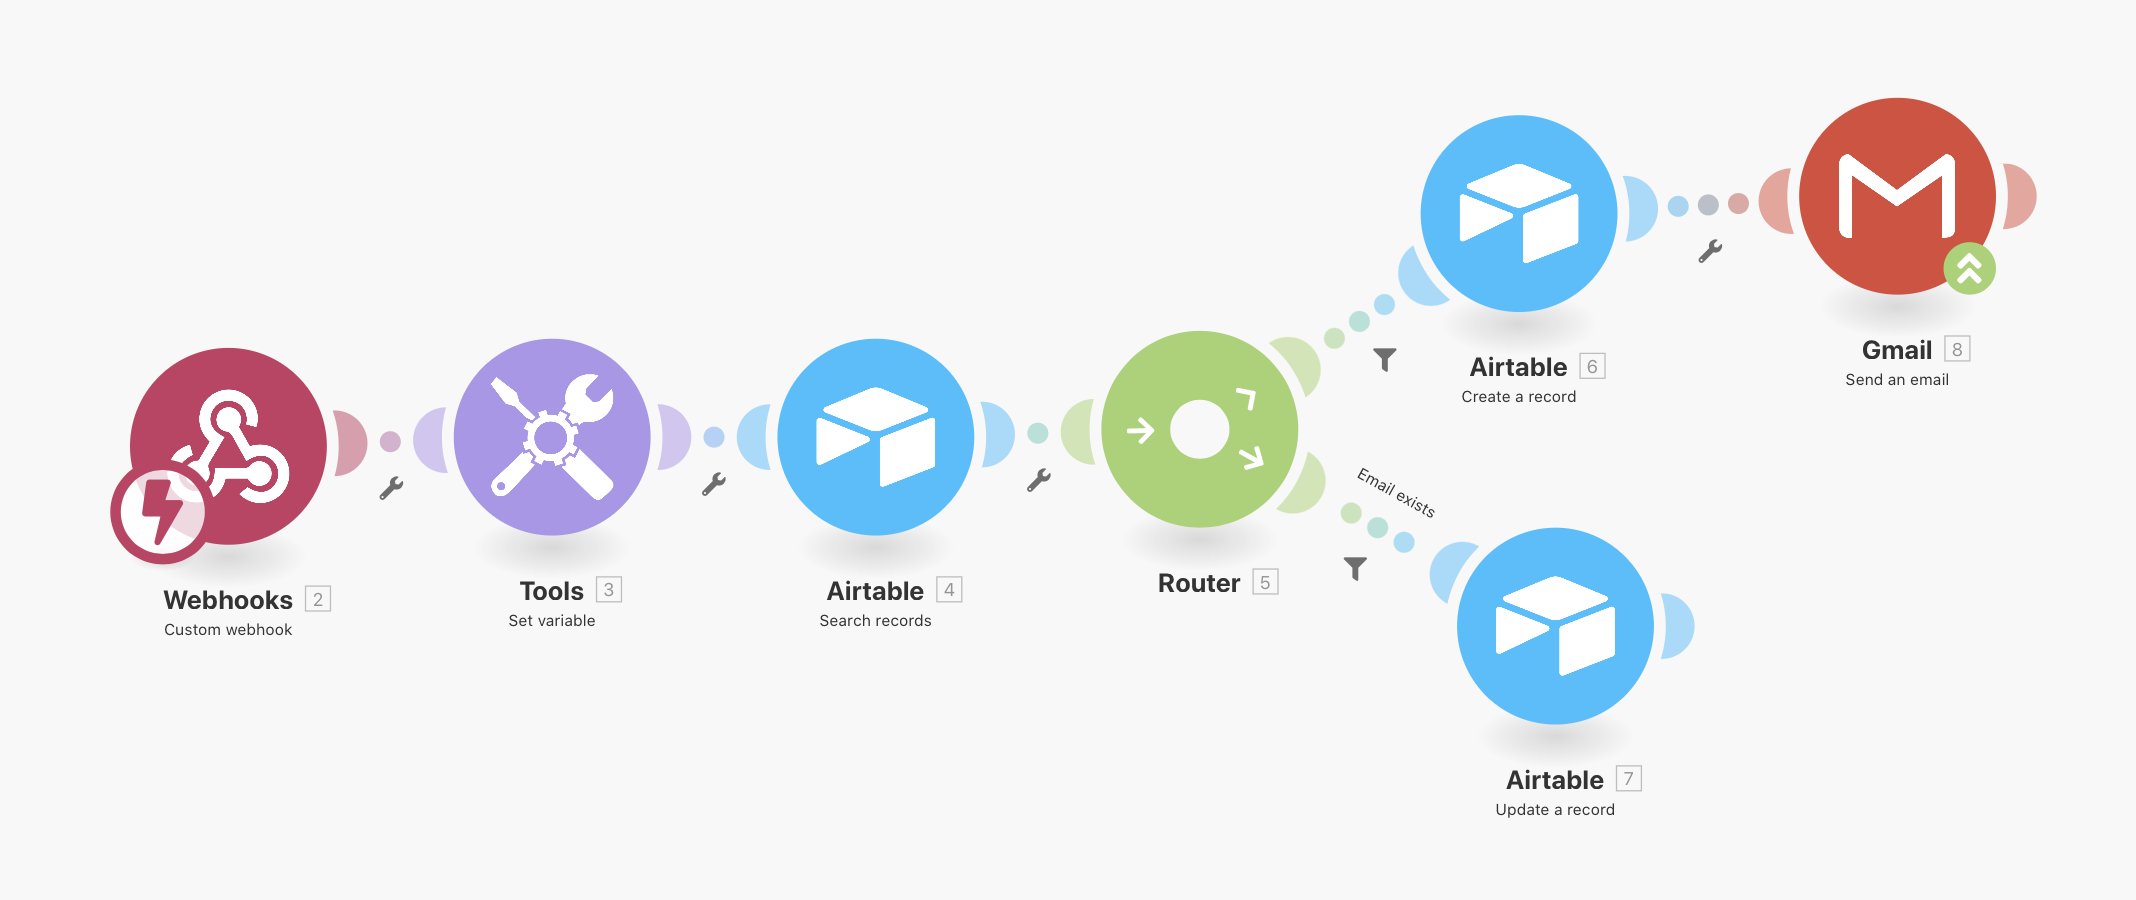 Webhooks 2
Custom webhook
Tools 3
Set variable
Airtable 4
Search records
Router 5
Airtable 6
Create a record
Gmail 8
Send an email
Email exists
Airtable 7
Update a record